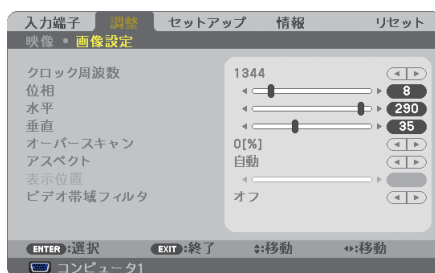 入力端子 調整 セットアップ 情報 リセット
映像 • 画像設定
クロック周波数 1344
位相 8
水平 290
垂直 35
オーバースキャン 0[%]
アスペクト 自動
表示位置
ビデオ帯域フィルタ オフ
ENTER:選択 EXIT:終了 :移動 :移動
コンピュータ1